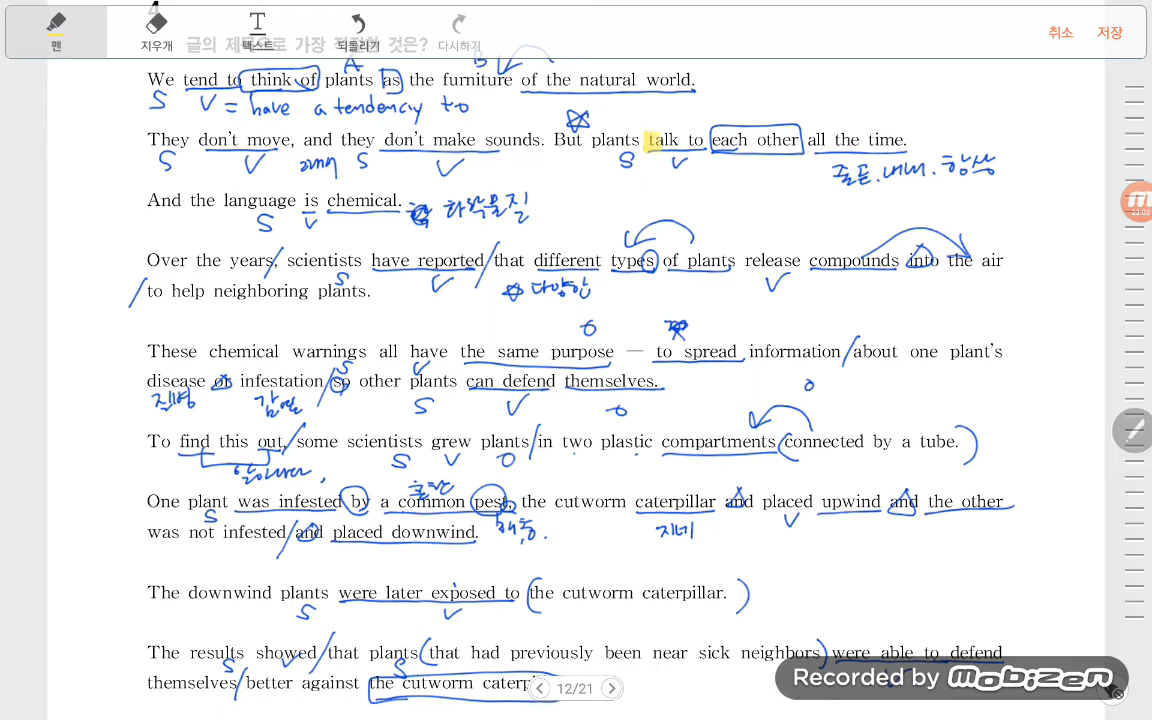 4
펜 지우개 텍스트 되돌리기 다시하기 취소 저장
글의 제목으로 가장 적절한 것은?
A B
We tend to think of plants as the furniture of the natural world.
S V = have a tendency to
They don't move, and they don't make sounds. But plants talk to each other all the time.
S V S V S V
줄곧. 내내. 항상
And the language is chemical. 화학물질
S V
Over the years, scientists have reported that different types of plants release compounds into the air
S V 다양한 V
to help neighboring plants.
These chemical warnings all have the same purpose — to spread information about one plant's
S V
disease or infestation so other plants can defend themselves.
질병 감염 S V
To find this out, some scientists grew plants in two plastic compartments connected by a tube.
알아내다, S V O
One plant was infested by a common pest, the cutworm caterpillar and placed upwind and the other
S 흔한 해충. 지네 V
was not infested and placed downwind.
The downwind plants were later exposed to the cutworm caterpillar.
S V
The results showed that plants that had previously been near sick neighbors were able to defend
S V S
themselves better against the cutworm
12/21
Recorded by mobizen